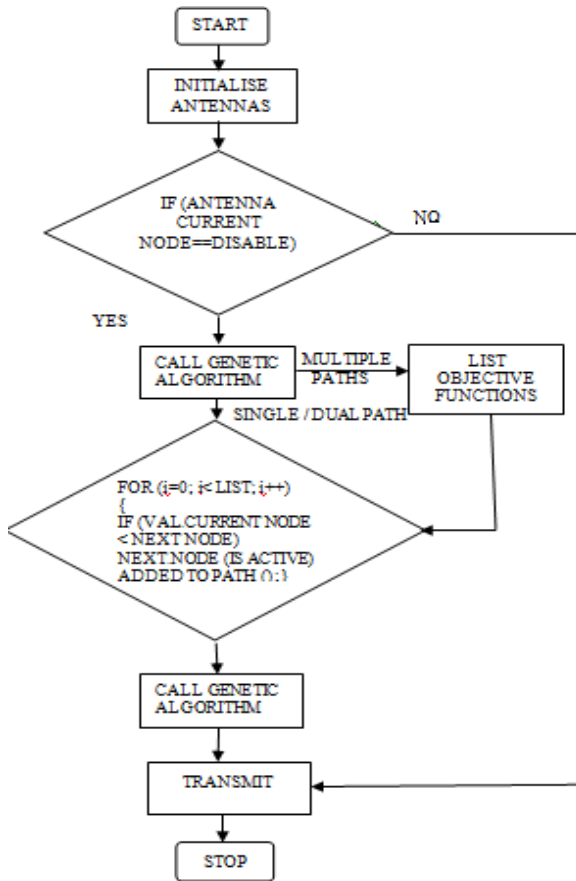 START
INITIALISE
ANTENNAS
IF (ANTENNA
CURRENT
NODE==DISABLE)
NO
YES
CALL GENETIC
ALGORITHM
MULTIPLE
PATHS
LIST
OBJECTIVE
FUNCTIONS
SINGLE / DUAL PATH
FOR (i=0; i< LIST; i++)
{
IF (VAL.CURRENT NODE
< NEXT NODE)
NEXT NODE (IS ACTIVE)
ADDED TO PATH (); }
CALL GENETIC
ALGORITHM
TRANSMIT
STOP